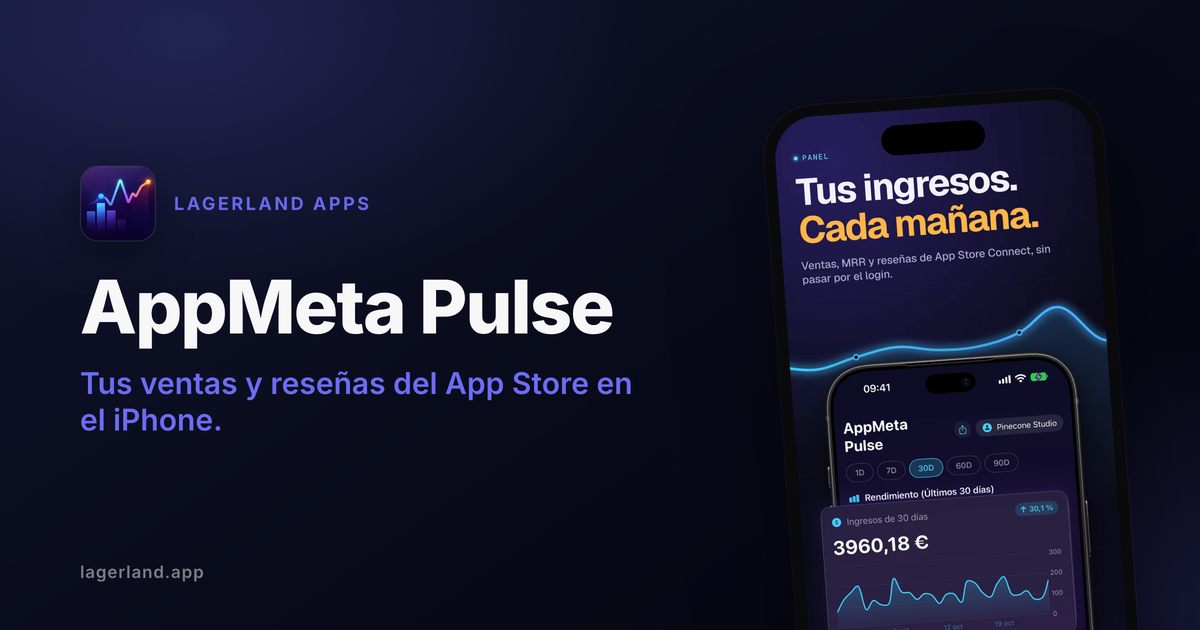 LAGERLAND APPS
AppMeta Pulse
Tus ventas y reseñas del App Store en
el iPhone.
lagerland.app
PANEL
Tus ingresos.
Cada mañana.
Ventas, MRR y reseñas de App Store Connect, sin
pasar por el login.
09:41
AppMeta
Pulse
Pinecone Studio
1D 7D 30D 60D 90D
Rendimiento (Últimos 30 días)
Ingresos de 30 días
↑ 30,1 %
3960,18 €
300
200
100
0
12 oct 19 oct